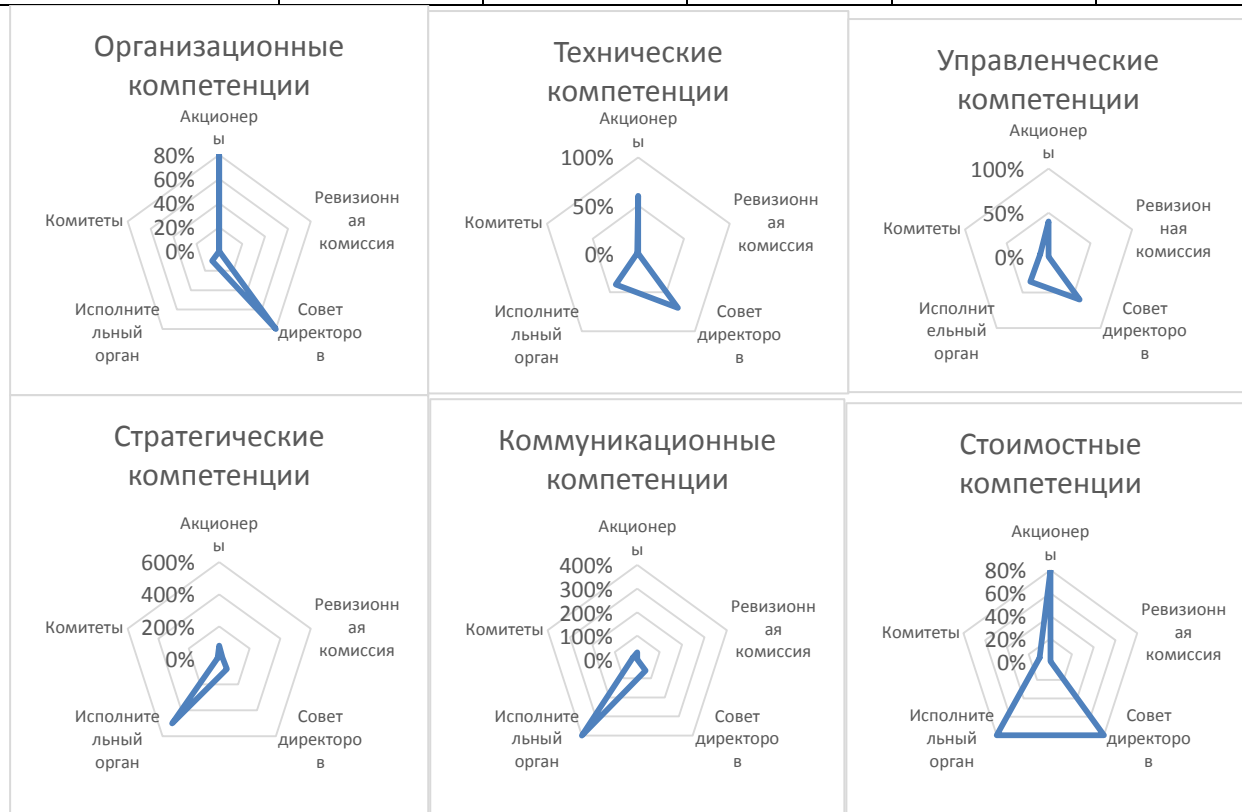 Организационные
компетенции
Акционер
ы
80%
60%
40%
20%
0%
Ревизионн
ая
комиссия
Совет
директоро
в
Исполните
льный
орган
Комитеты
Технические
компетенции
Акционер
ы
100%
50%
0%
Ревизионн
ая
комиссия
Совет
директоро
в
Исполните
льный
орган
Комитеты
Управленческие
компетенции
Акционер
ы
100%
50%
0%
Ревизион
ная
комиссия
Совет
директоро
в
Исполнит
ельный
орган
Комитеты
Стратегические
компетенции
Акционер
ы
600%
400%
200%
0%
Ревизионн
ая
комиссия
Совет
директоро
в
Исполните
льный
орган
Комитеты
Коммуникационные
компетенции
Акционер
ы
400%
300%
200%
100%
0%
Ревизионн
ая
комиссия
Совет
директоро
в
Исполните
льный
орган
Комитеты
Стоимостные
компетенции
Акционер
ы
80%
60%
40%
20%
0%
Ревизионн
ая
комиссия
Совет
директоро
в
Исполните
льный
орган
Комитеты